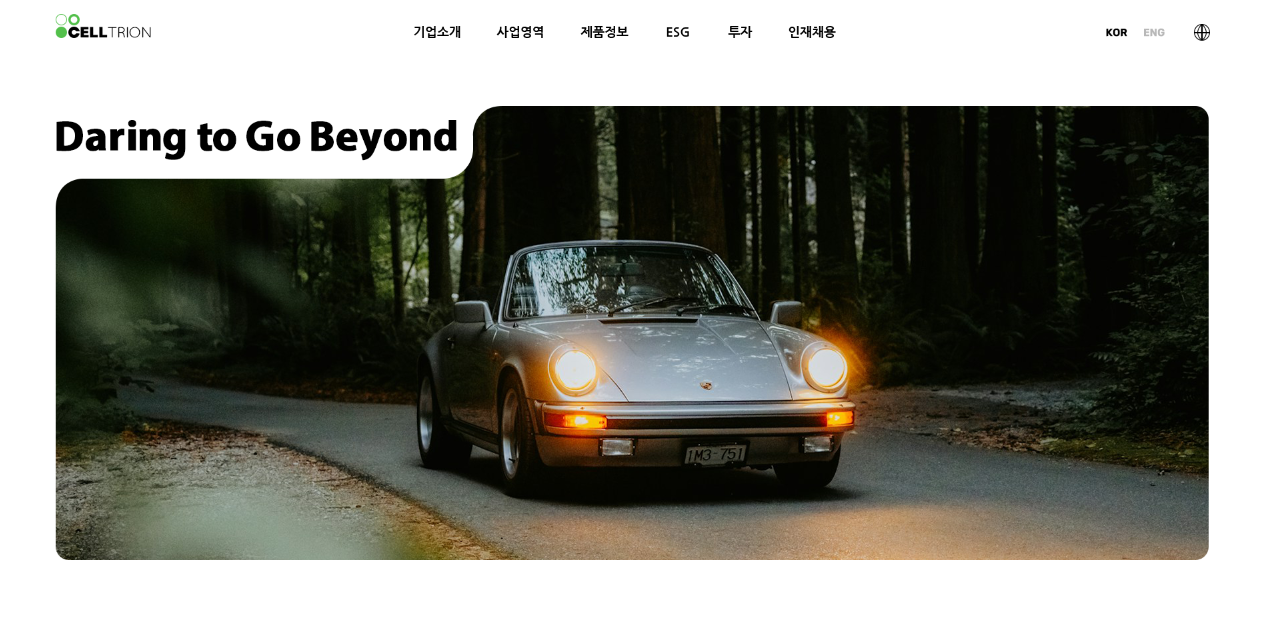 CELLTRION
기업소개 사업영역 제품정보 ESG 투자 인재채용
KOR ENG
Daring to Go Beyond
1M3-751